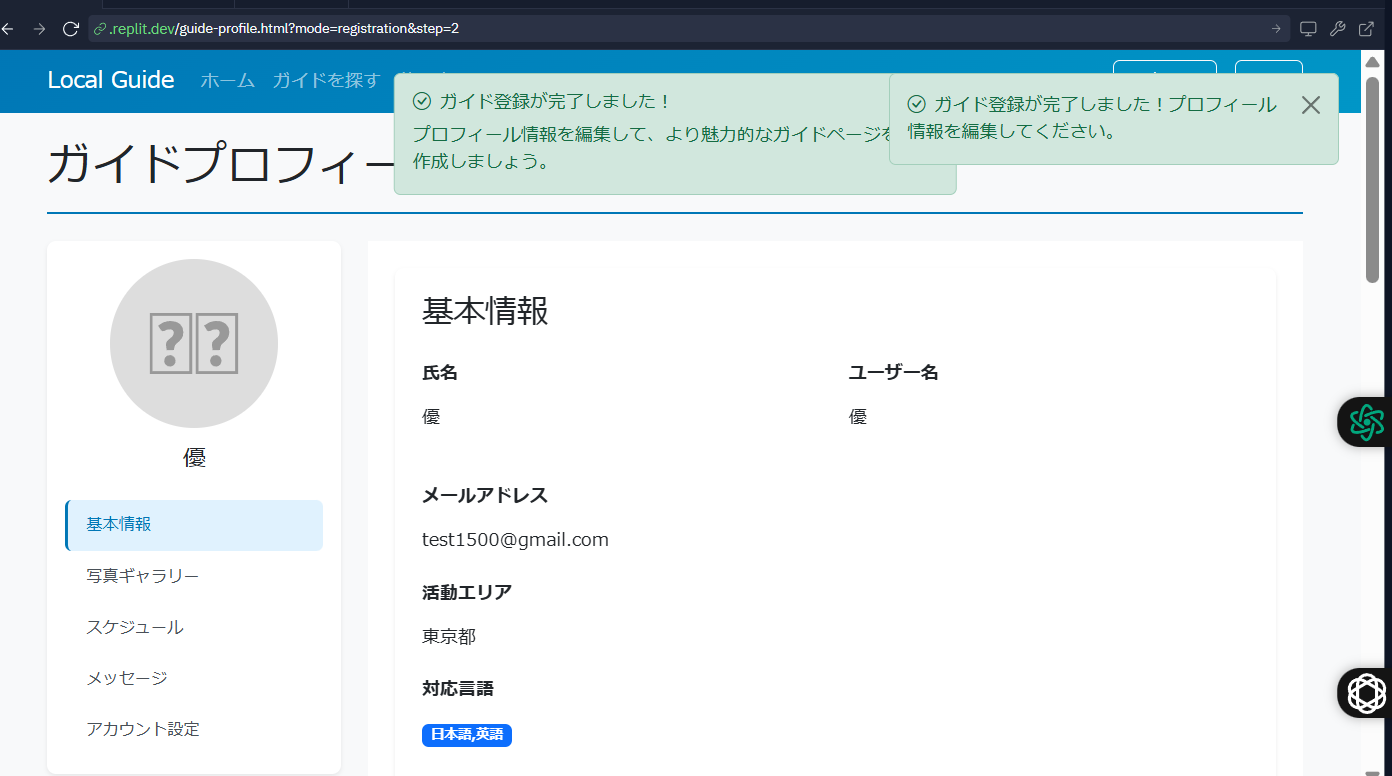 .replit.dev/guide-profile.html?mode=registration&step=2
Local Guide ホーム ガイドを探す
ガイド登録が完了しました！
プロフィール情報を編集して、より魅力的なガイドページを
作成しましょう。
ガイド登録が完了しました！プロフィール
情報を編集してください。
ガイドプロフィー
優
基本情報
写真ギャラリー
スケジュール
メッセージ
アカウント設定
基本情報
氏名
優
ユーザー名
優
メールアドレス
test1500@gmail.com
活動エリア
東京都
対応言語
日本語,英語